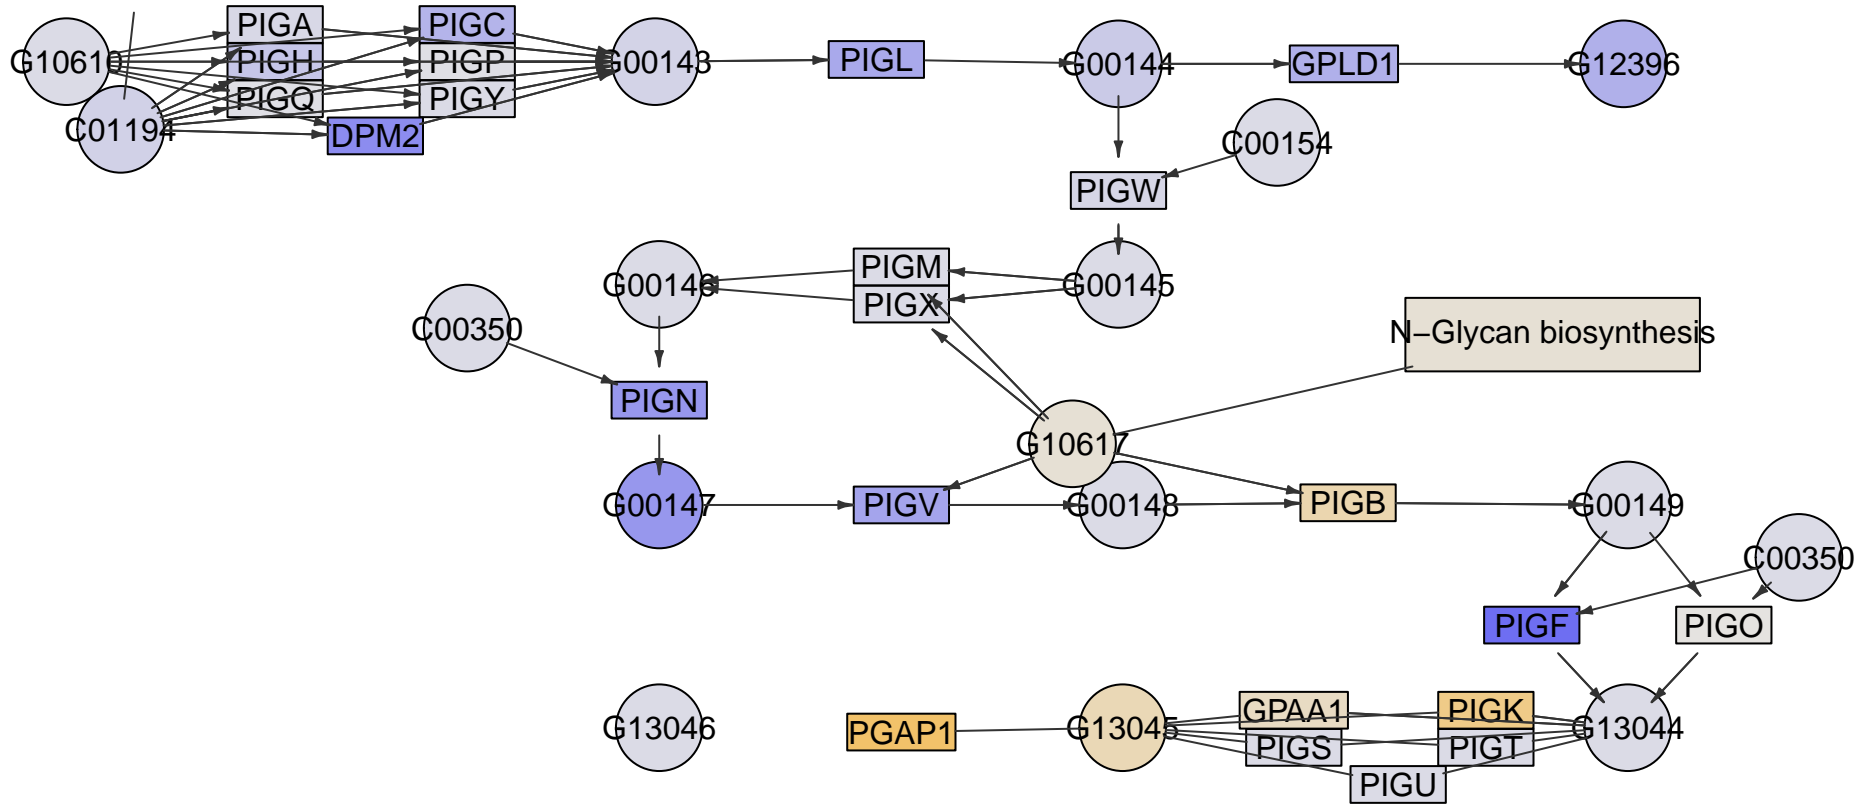 PIGA
PIGC
G10610
PIGH
PIGP
G00143
PIGL
G00144
GPLD1
G12396
PIGQ
PIGY
C01194
DPM2
C00154
PIGW
G00146
PIGM
PIGX
G00145
C00350
N−Glycan biosynthesis
PIGN
G10617
G00147
PIGV
G00148
PIGB
G00149
C00350
PIGF
PIGO
G13046
PGAP1
G13045
GPAA1
PIGK
G13044
PIGS
PIGT
PIGU